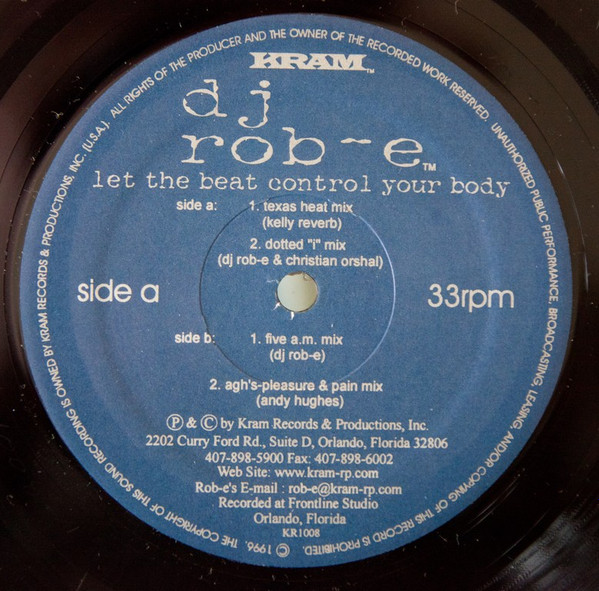 KRAM™
dj
rob-e™
let the beat control your body
side a: 1. texas heat mix
(kelly reverb)
2. dotted "i" mix
(dj rob-e & christian orshal)
side a
33rpm
side b: 1. five a.m. mix
(dj rob-e)
2. agh's-pleasure & pain mix
(andy hughes)
Ⓟ & © by Kram Records & Productions, Inc.
2202 Curry Ford Rd., Suite D, Orlando, Florida 32806
407-898-5900 Fax: 407-898-6002
Web Site: www.kram-rp.com
Rob-e's E-mail : rob-e@kram-rp.com
Recorded at Frontline Studio
Orlando, Florida
KR1008
© 1996. THE COPYRIGHT OF THIS SOUND RECORDING IS OWNED BY KRAM RECORDS & PRODUCTIONS, INC. (U.S.A.). ALL RIGHTS OF THE PRODUCER AND THE OWNER OF THE RECORDED WORK RESERVED. UNAUTHORIZED PUBLIC PERFORMANCE, BROADCASTING, LEASING, AND/OR COPYING OF THIS RECORD IS PROHIBITED.